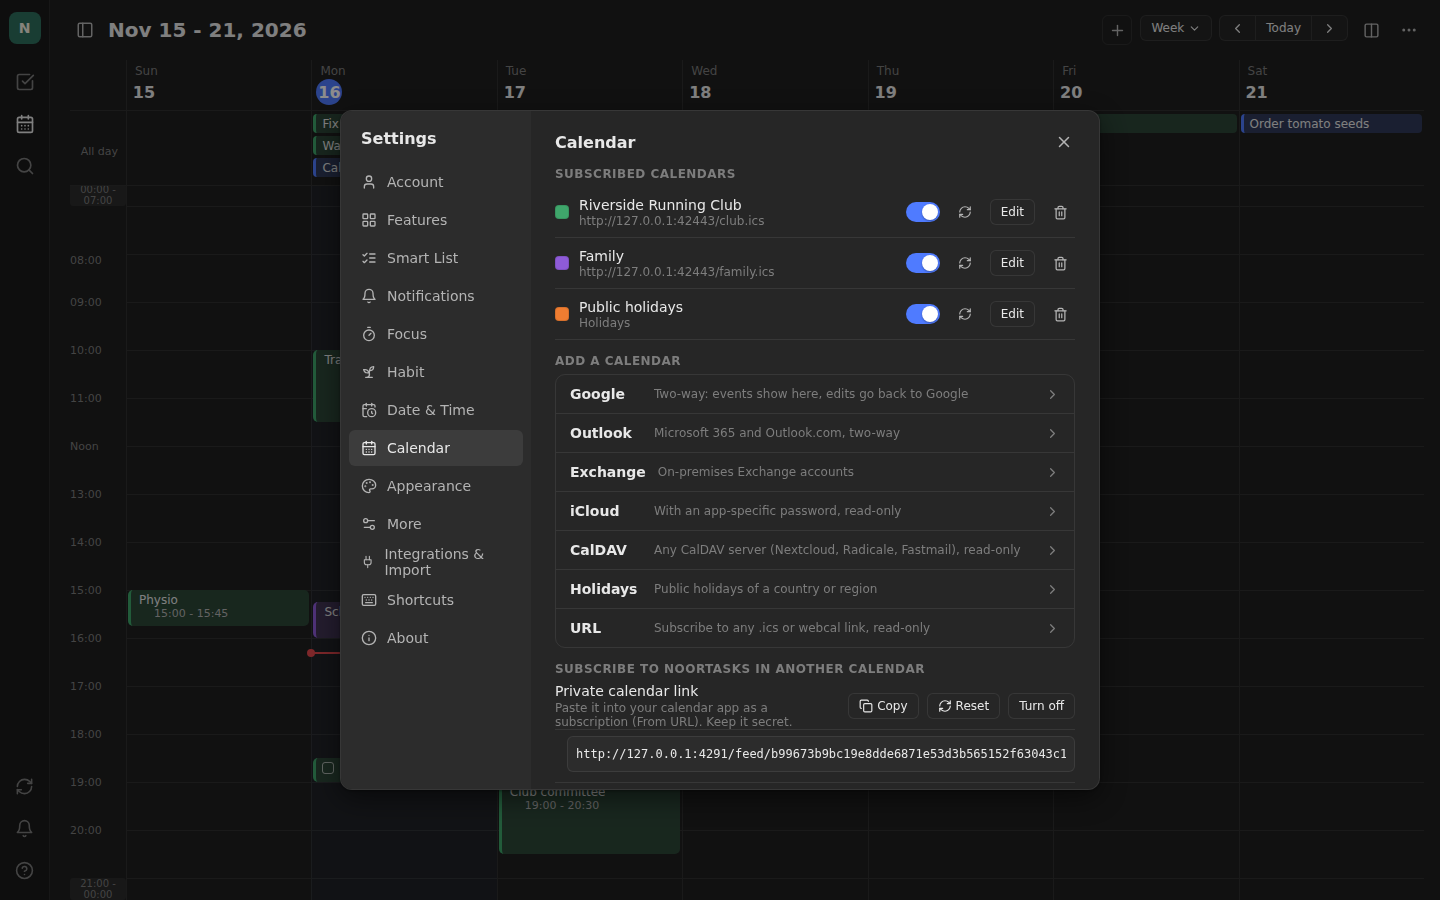 N
Nov 15 - 21, 2026
Week
Today
Sun
15
Mon
16
Tue
17
Wed
18
Thu
19
Fri
20
Sat
21
All day
Fix
Wa
Cal
Order tomato seeds
00:00 -
07:00
08:00
09:00
10:00
11:00
Noon
13:00
14:00
15:00
16:00
17:00
18:00
19:00
20:00
21:00 -
00:00
Physio
15:00 - 15:45
Tra
Sc
Club committee
19:00 - 20:30
Settings
Account
Features
Smart List
Notifications
Focus
Habit
Date & Time
Calendar
Appearance
More
Integrations &
Import
Shortcuts
About
Calendar
SUBSCRIBED CALENDARS
Riverside Running Club
http://127.0.0.1:42443/club.ics
Edit
Family
http://127.0.0.1:42443/family.ics
Edit
Public holidays
Holidays
Edit
ADD A CALENDAR
Google Two-way: events show here, edits go back to Google
Outlook Microsoft 365 and Outlook.com, two-way
Exchange On-premises Exchange accounts
iCloud With an app-specific password, read-only
CalDAV Any CalDAV server (Nextcloud, Radicale, Fastmail), read-only
Holidays Public holidays of a country or region
URL Subscribe to any .ics or webcal link, read-only
SUBSCRIBE TO NOORTASKS IN ANOTHER CALENDAR
Private calendar link
Paste it into your calendar app as a
subscription (From URL). Keep it secret.
Copy
Reset
Turn off
http://127.0.0.1:4291/feed/b99673b9bc19e8dde6871e53d3b565152f63043c1